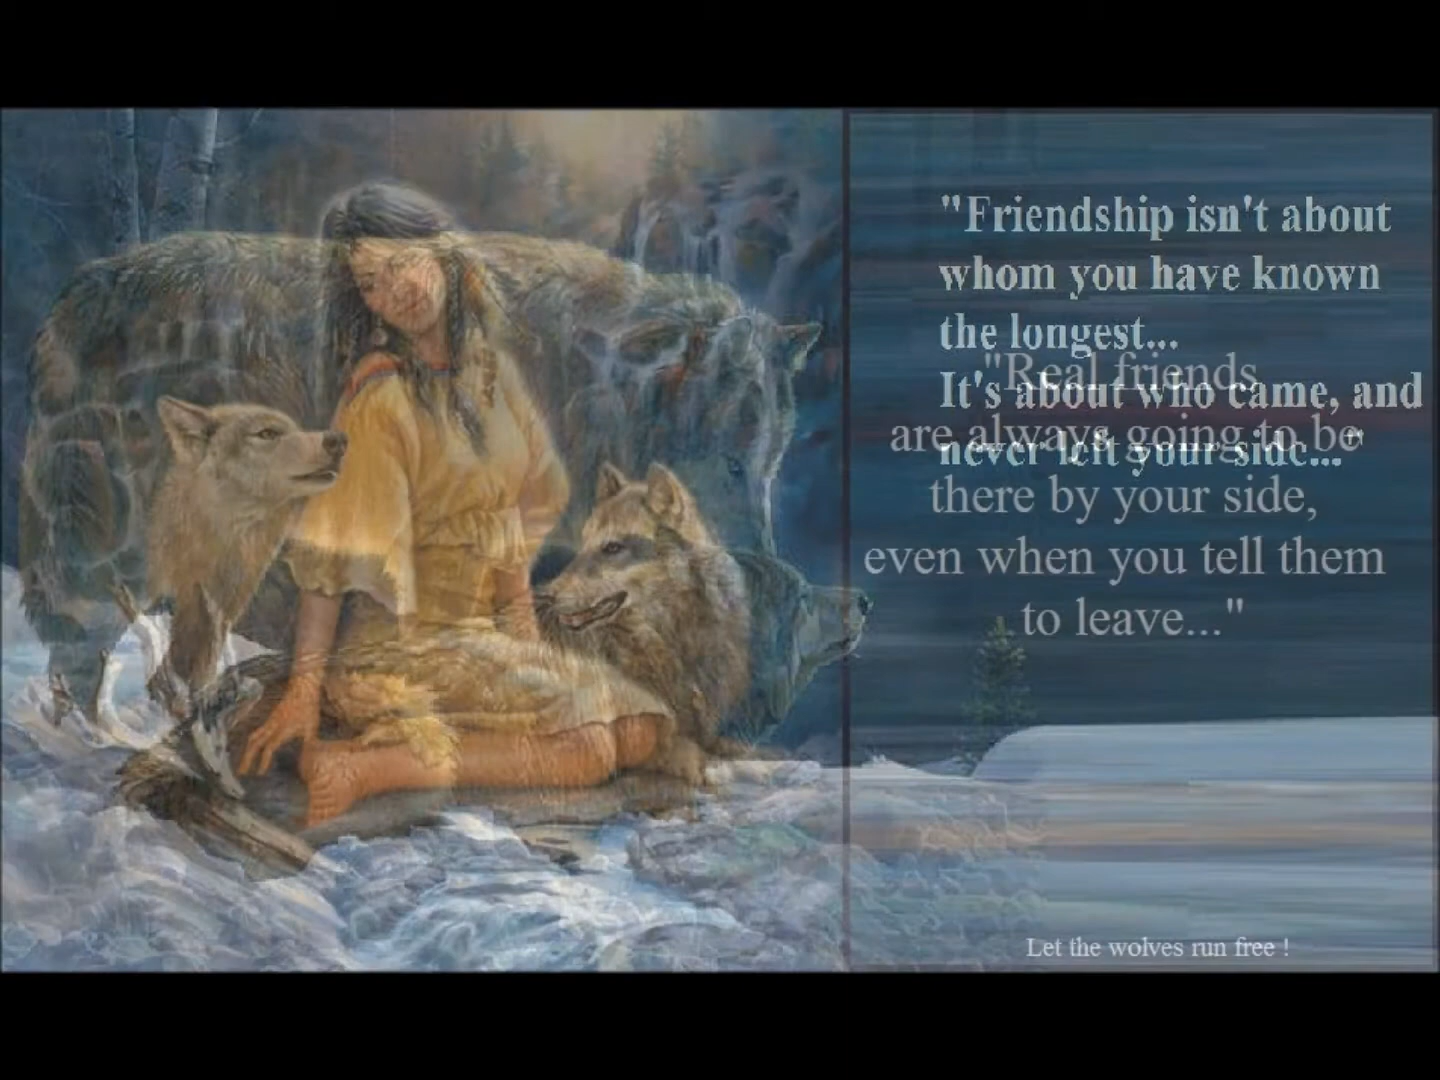 "Friendship isn't about
whom you have known
the longest...
It's about who came, and
never left your side..."
"Real friends
are always going to be
there by your side,
even when you tell them
to leave..."
Let the wolves run free !